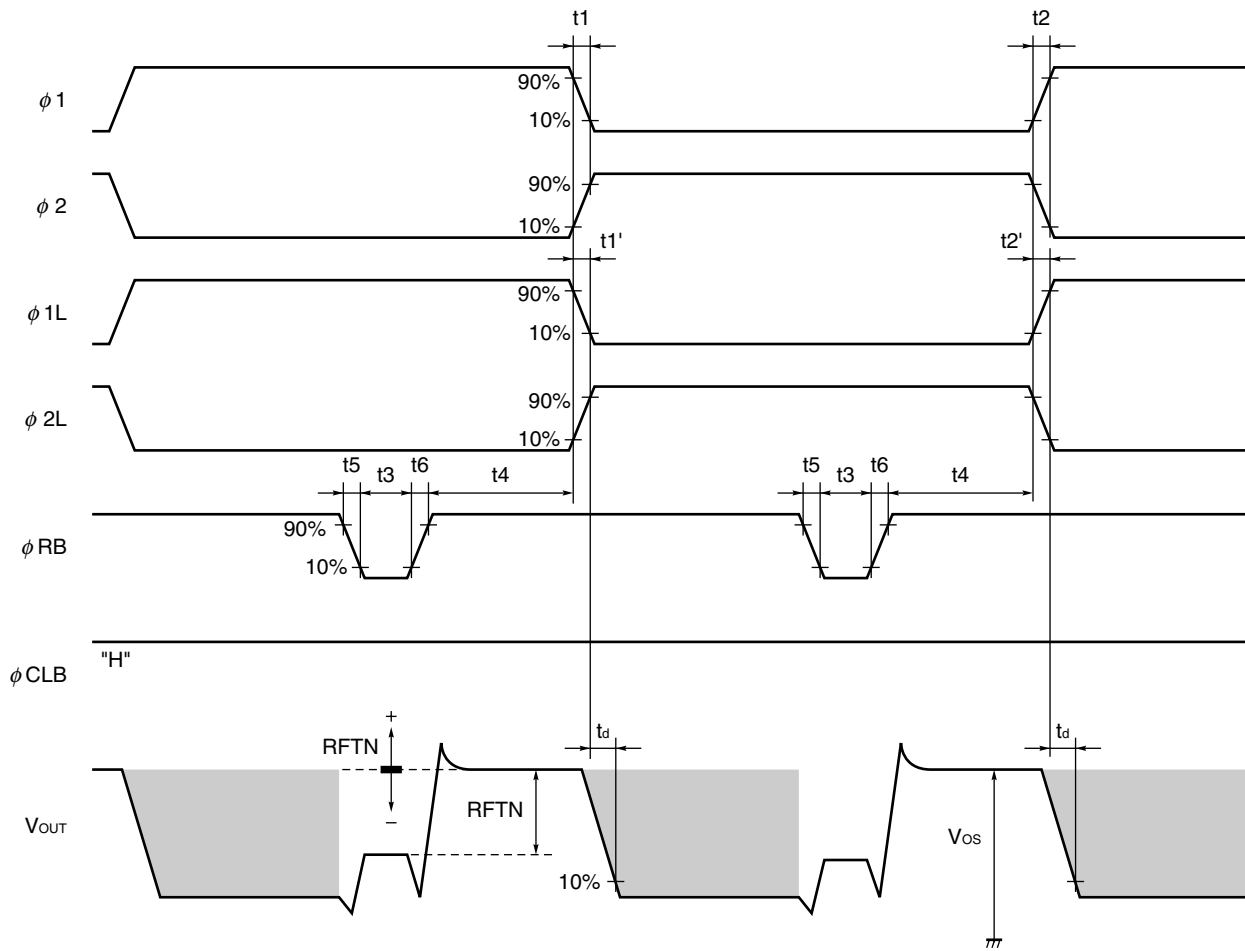 t1 t2
90%
φ1
10%
90%
φ2
10%
t1' t2'
90%
φ1L
10%
90%
φ2L
10%
t5 t3 t6 t4 t5 t3 t6 t4
90%
φRB
10%
"H"
φCLB
+
RFTN
td td
RFTN
−
VOUT
VOS
10%